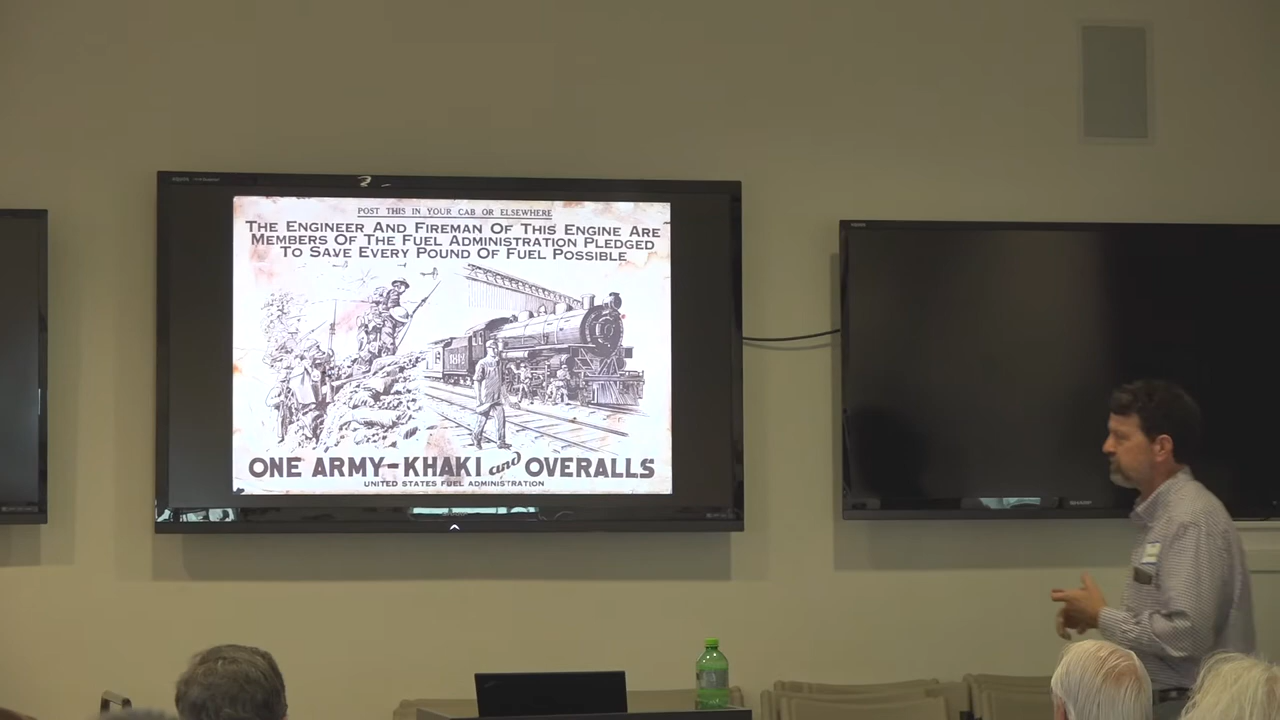 POST THIS IN YOUR CAB OR ELSEWHERE
THE ENGINEER AND FIREMAN OF THIS ENGINE ARE
MEMBERS OF THE FUEL ADMINISTRATION PLEDGED
TO SAVE EVERY POUND OF FUEL POSSIBLE
ONE ARMY-KHAKI and OVERALLS
UNITED STATES FUEL ADMINISTRATION